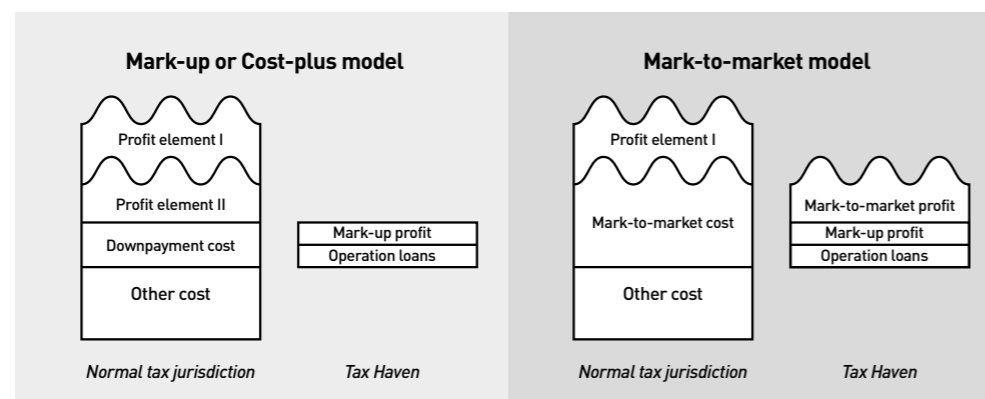 Mark-up or Cost-plus model
Profit element I
Profit element II
Downpayment cost
Other cost
Mark-up profit
Operation loans
Normal tax jurisdiction
Tax Haven
Mark-to-market model
Profit element I
Mark-to-market cost
Other cost
Mark-to-market profit
Mark-up profit
Operation loans
Normal tax jurisdiction
Tax Haven